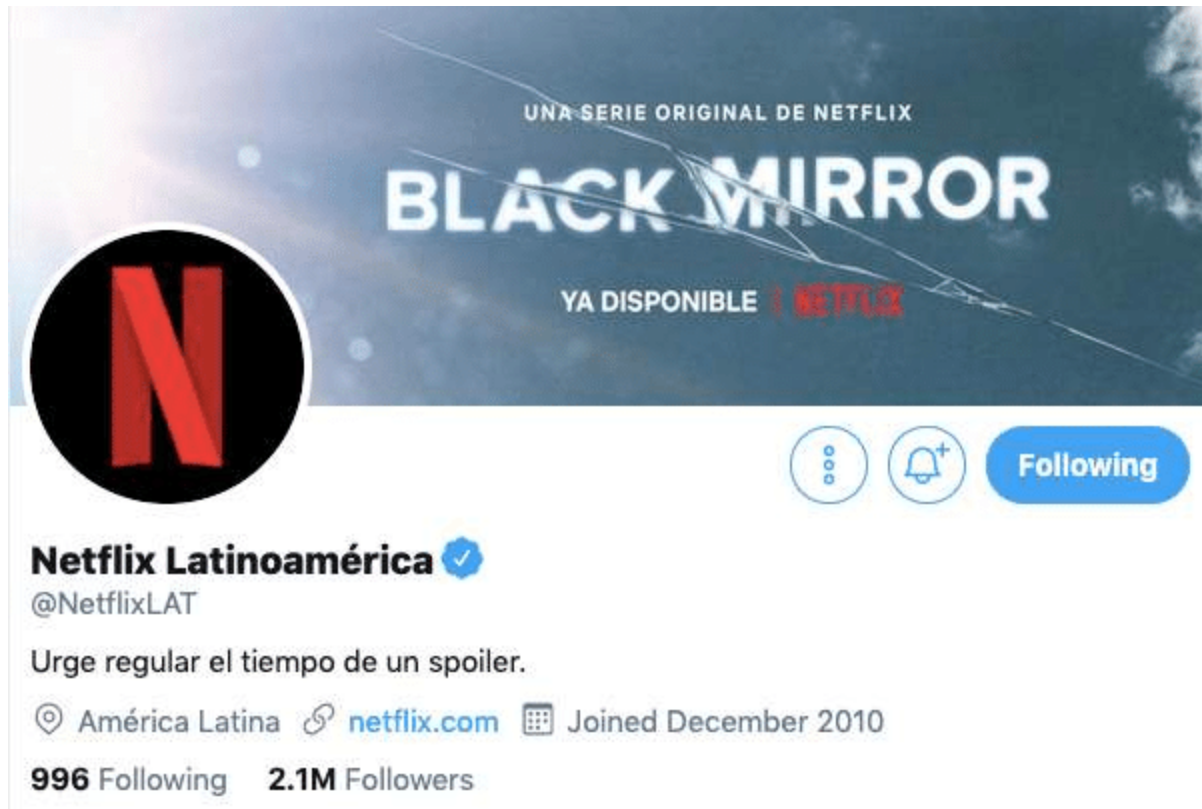 UNA SERIE ORIGINAL DE NETFLIX
BLACK MIRROR
YA DISPONIBLE | NETFLIX
N
Following
Netflix Latinoamérica
@NetflixLAT
Urge regular el tiempo de un spoiler.
América Latina netflix.com Joined December 2010
996 Following 2.1M Followers